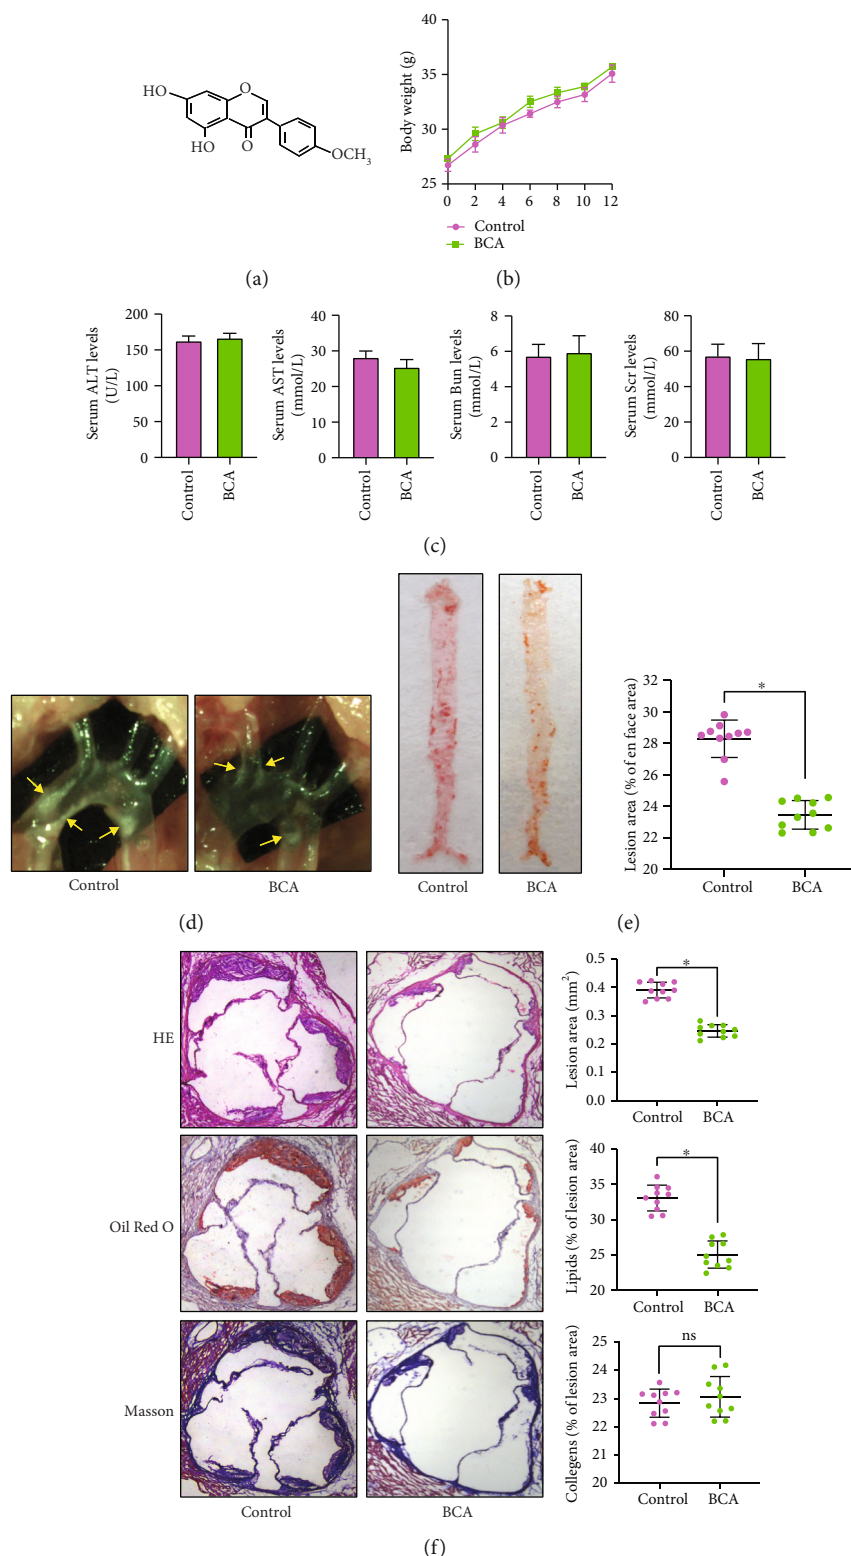 HO
O
HO
O
OCH3
(a)
Body weight (g)
40
35
30
25
0 2 4 6 8 10 12
Control
BCA
(b)
Serum ALT levels
(U/L)
200
150
100
50
0
Control
BCA
Serum AST levels
(mmol/L)
40
30
20
10
0
Control
BCA
Serum Bun levels
(mmol/L)
8
6
4
2
0
Control
BCA
Serum Scr levels
(mmol/L)
80
60
40
20
0
Control
BCA
(c)
Control
BCA
(d)
Control
BCA
Lesion area (% of en face area)
32
30
28
26
24
22
20
*
Control
BCA
(e)
HE
Oil Red O
Masson
Control
BCA
Lesion area (mm2)
0.5
0.4
0.3
0.2
0.1
0.0
*
Control
BCA
Lipids (% of lesion area)
40
35
30
25
20
*
Control
BCA
Collegens (% of lesion area)
25
24
23
22
21
20
ns
Control
BCA
(f)